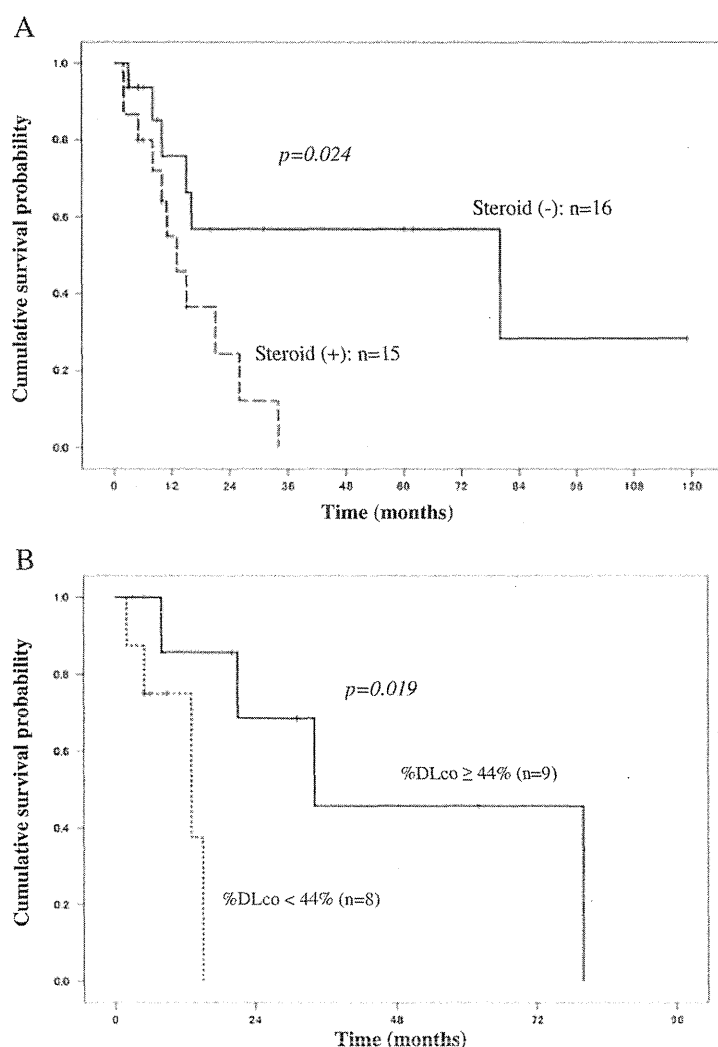 A
Cumulative survival probability
1.0
0.8
0.6
0.4
0.2
0.0
p=0.024
Steroid (-): n=16
Steroid (+): n=15
0 12 24 36 48 60 72 84 96 108 120
Time (months)
B
Cumulative survival probability
1.0
0.8
0.6
0.4
0.2
0.0
p=0.019
%DLco ≥ 44% (n=9)
%DLco < 44% (n=8)
0 24 48 72 96
Time (months)